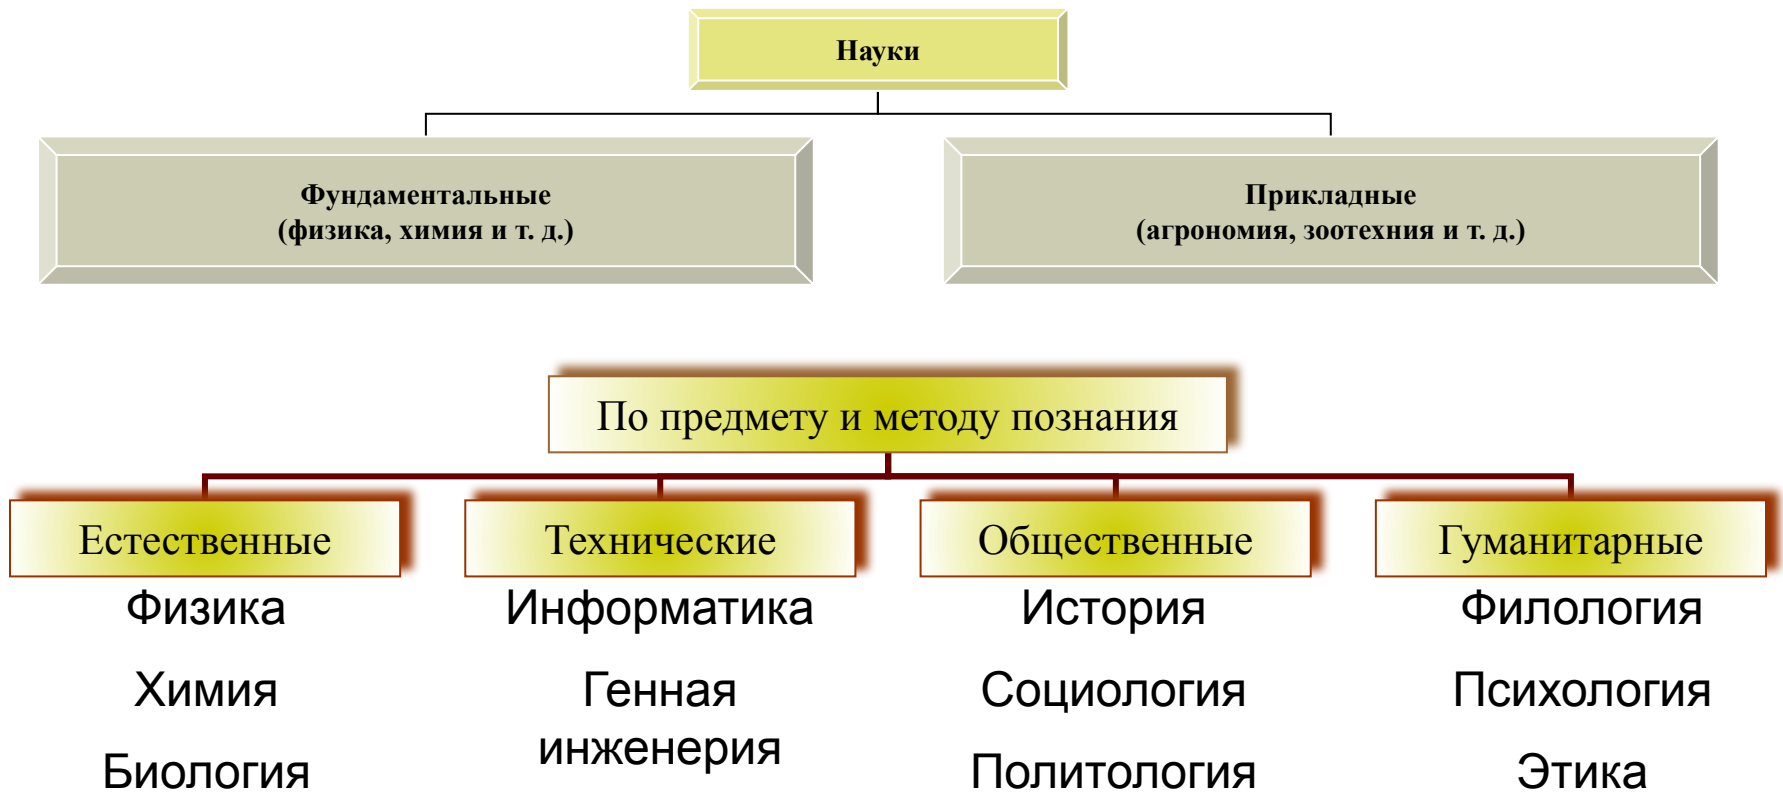 Науки
Фундаментальные
(физика, химия и т. д.)
Прикладные
(агрономия, зоотехния и т. д.)
По предмету и методу познания
Естественные
Технические
Общественные
Гуманитарные
Физика
Информатика
История
Филология
Химия
Генная
инженерия
Социология
Психология
Биология
Политология
Этика